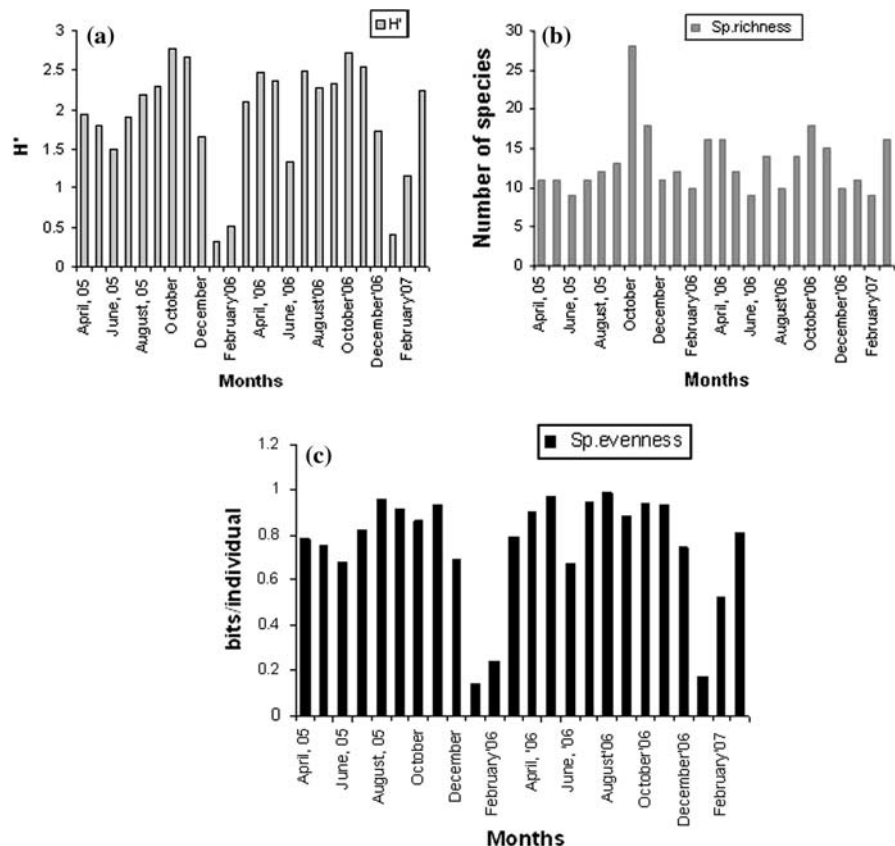 (a)
H'
3
2.5
2
1.5
1
0.5
0
H'
April, 05
June, 05
August, 05
October
December
February'06
April, '06
June, '06
August'06
October'06
December'06
February'07
Months
(b)
Sp.richness
30
25
20
15
10
5
0
Number of species
April, 05
June, 05
August, 05
October
December
February'06
April, '06
June, '06
August'06
October'06
December'06
February'07
Months
(c)
Sp.evenness
1.2
1
0.8
0.6
0.4
0.2
0
bits/individual
April, 05
June, 05
August, 05
October
December
February'06
April, '06
June, '06
August'06
October'06
December'06
February'07
Months